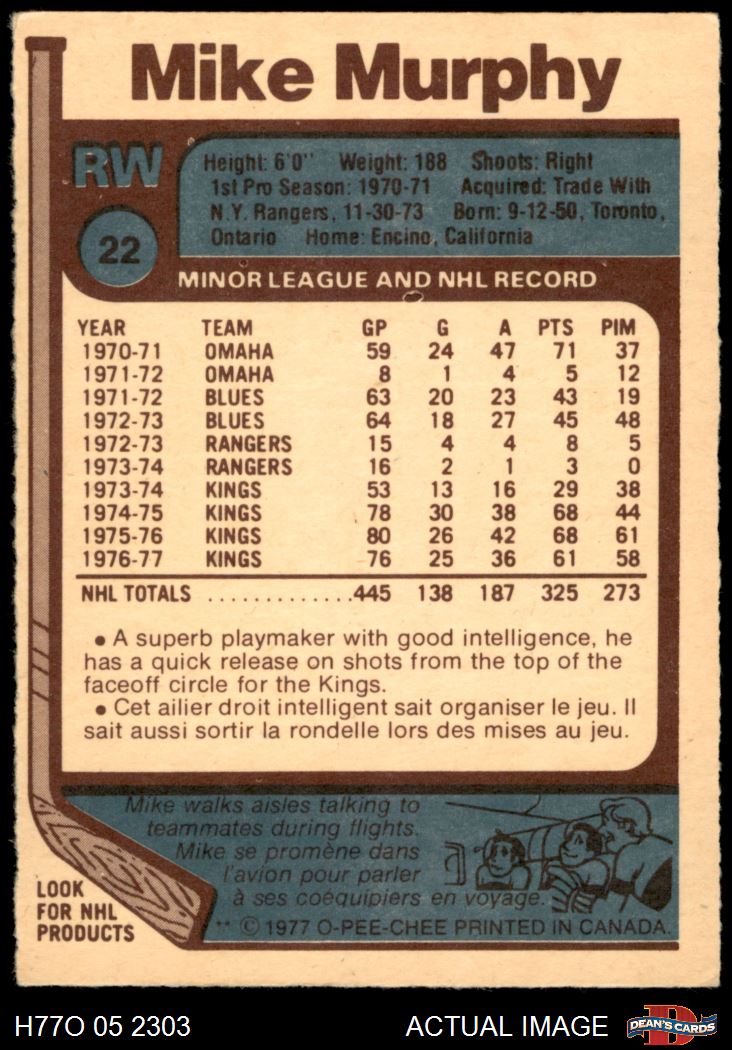 Mike Murphy
RW
Height: 6'0" Weight: 188 Shoots: Right
1st Pro Season: 1970-71 Acquired: Trade With
N.Y. Rangers, 11-30-73 Born: 9-12-50, Toronto,
Ontario Home: Encino, California
22
MINOR LEAGUE AND NHL RECORD
YEAR TEAM GP G A PTS PIM
1970-71 OMAHA 59 24 47 71 37
1971-72 OMAHA 8 1 4 5 12
1971-72 BLUES 63 20 23 43 19
1972-73 BLUES 64 18 27 45 48
1972-73 RANGERS 15 4 4 8 5
1973-74 RANGERS 16 2 1 3 0
1973-74 KINGS 53 13 16 29 38
1974-75 KINGS 78 30 38 68 44
1975-76 KINGS 80 26 42 68 61
1976-77 KINGS 76 25 36 61 58
NHL TOTALS .............445 138 187 325 273
• A superb playmaker with good intelligence, he
has a quick release on shots from the top of the
faceoff circle for the Kings.
• Cet ailier droit intelligent sait organiser le jeu. Il
sait aussi sortir la rondelle lors des mises au jeu.
Mike walks aisles talking to
teammates during flights.
Mike se promène dans
l'avion pour parler
à ses coéquipiers en voyage.
LOOK
FOR NHL
PRODUCTS
** © 1977 O-PEE-CHEE PRINTED IN CANADA.
H77O 05 2303 ACTUAL IMAGE
D
DEAN'S CARDS